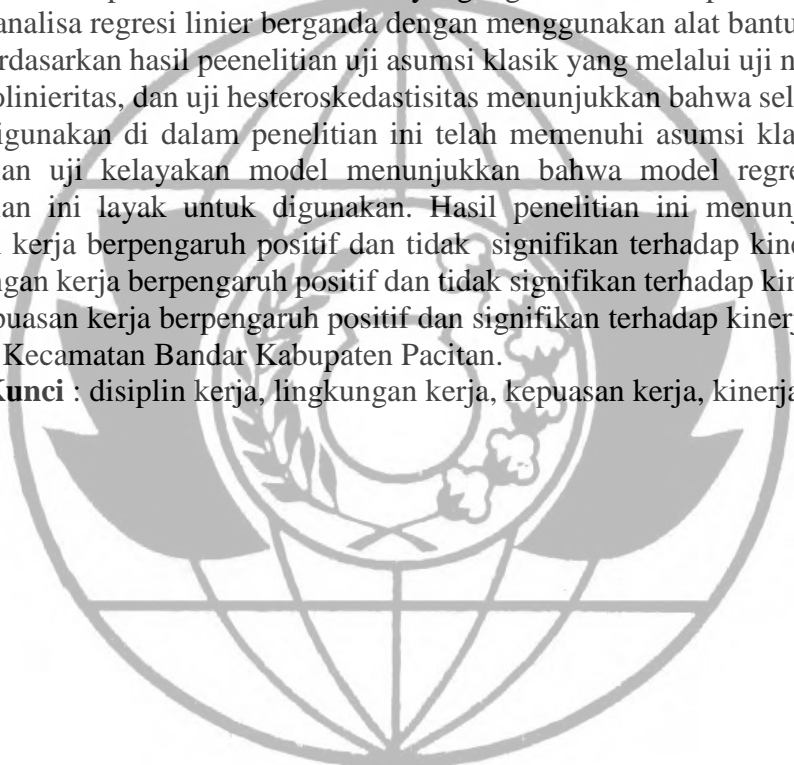 analisa regresi linier berganda dengan menggunakan alat bantu
rdasarkan hasil peenelitian uji asumsi klasik yang melalui uji n
olinieritas, dan uji hesteroskedastisitas menunjukkan bahwa sel
igunakan di dalam penelitian ini telah memenuhi asumsi kla
an uji kelayakan model menunjukkan bahwa model regre
an ini layak untuk digunakan. Hasil penelitian ini menunj
kerja berpengaruh positif dan tidak signifikan terhadap kine
ngan kerja berpengaruh positif dan tidak signifikan terhadap kin
puasan kerja berpengaruh positif dan signifikan terhadap kinerj
Kecamatan Bandar Kabupaten Pacitan.
Kunci : disiplin kerja, lingkungan kerja, kepuasan kerja, kinerja